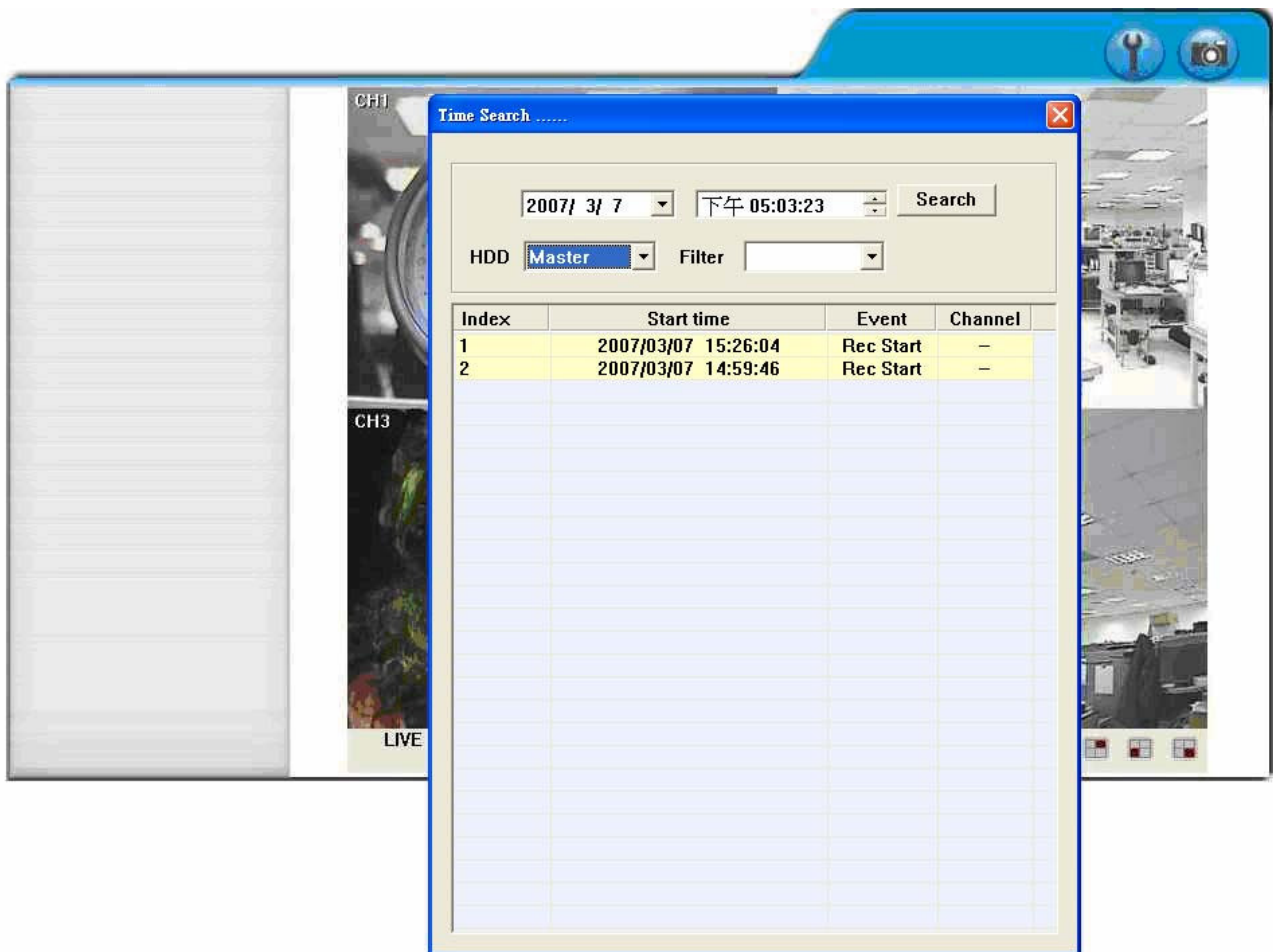 CH1
Time Search ......
2007/ 3/ 7 下午 05:03:23 Search
HDD Master Filter
Index Start time Event Channel
1 2007/03/07 15:26:04 Rec Start –
2 2007/03/07 14:59:46 Rec Start –
CH3
LIVE